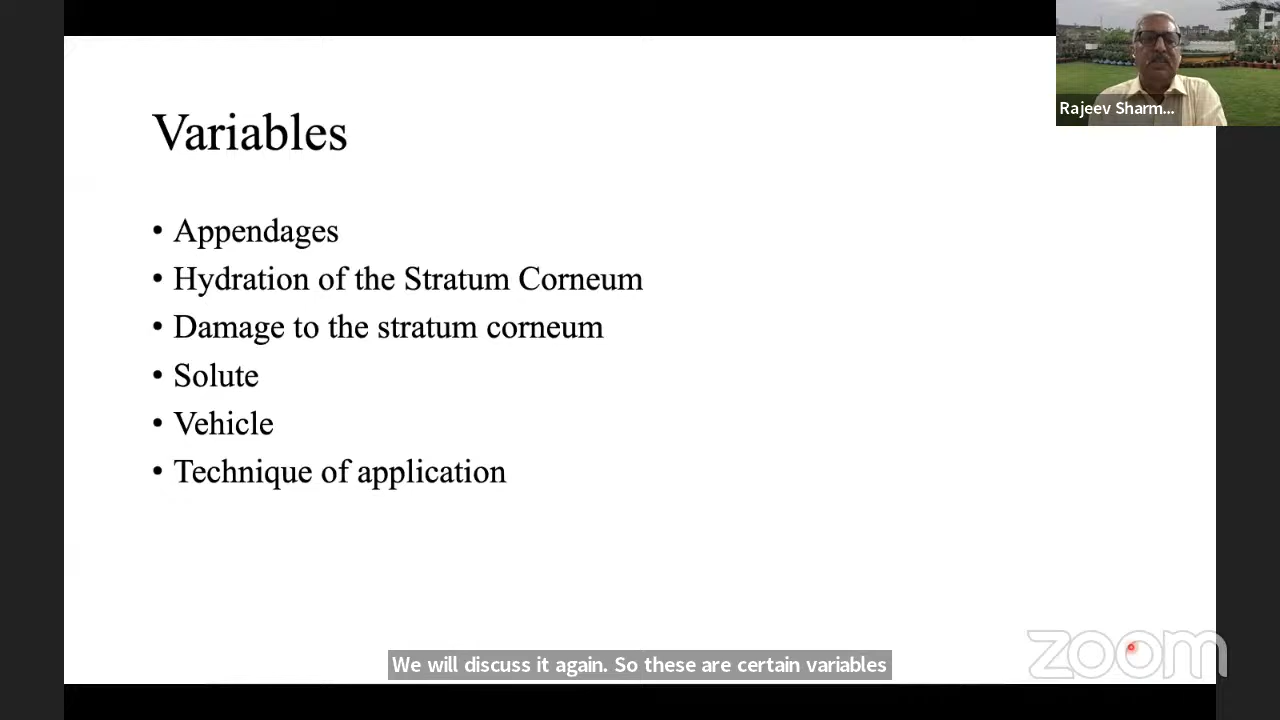 Rajeev Sharm...
Variables
• Appendages
• Hydration of the Stratum Corneum
• Damage to the stratum corneum
• Solute
• Vehicle
• Technique of application
We will discuss it again. So these are certain variables
zoom